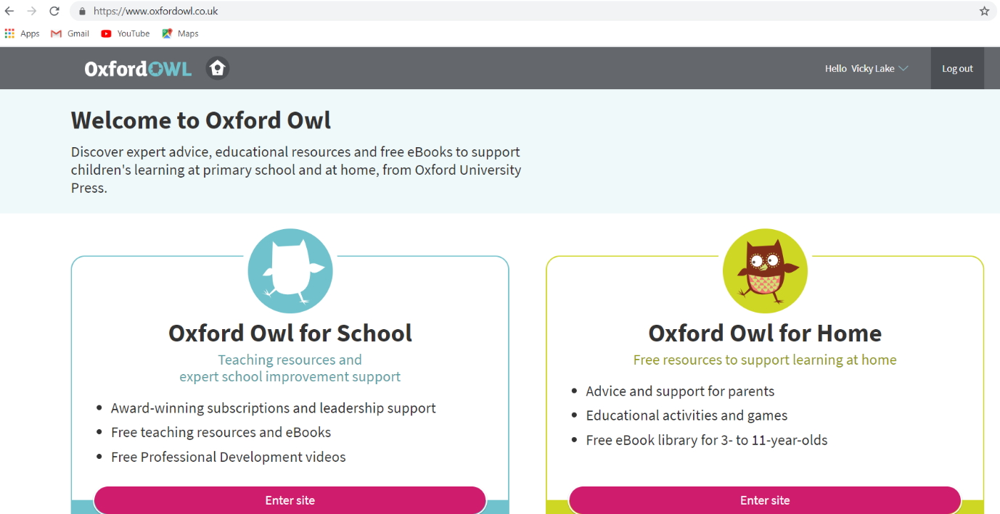 https://www.oxfordowl.co.uk
Apps Gmail YouTube Maps
OxfordOWL
Hello Vicky Lake
Log out
Welcome to Oxford Owl
Discover expert advice, educational resources and free eBooks to support
children's learning at primary school and at home, from Oxford University
Press.
Oxford Owl for School
Teaching resources and
expert school improvement support
Award-winning subscriptions and leadership support
Free teaching resources and eBooks
Free Professional Development videos
Enter site
Oxford Owl for Home
Free resources to support learning at home
Advice and support for parents
Educational activities and games
Free eBook library for 3- to 11-year-olds
Enter site